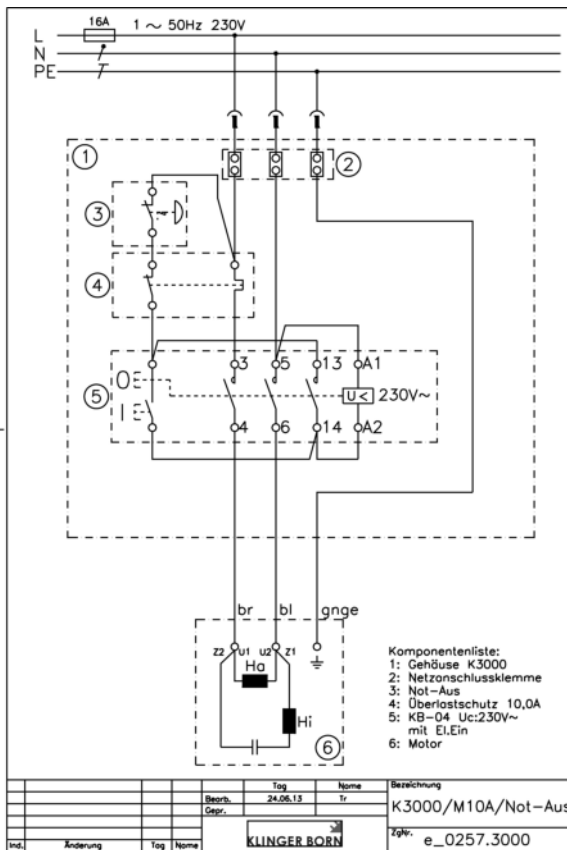 16A 1 ~ 50Hz 230V
L
N
PE
1
2
3
4
3 5 13 A1
O
5
U< 230V~
I
4 6 14 A2
br bl gnge
Z2 U1 U2 Z1
Ha
Hi
6
Komponentenliste:
1: Gehäuse K3000
2: Netzanschlussklemme
3: Not-Aus
4: Überlastschutz 10,0A
5: KB-04 Uc:230V~
mit El.Ein
6: Motor
Tag Name Bezeichnung
Bearb. 24.06.13 Tr
Gepr.
K3000/M10A/Not-Aus
KLINGER BORN
Zgnr. e_0257.3000
Ind. Änderung Tag Name